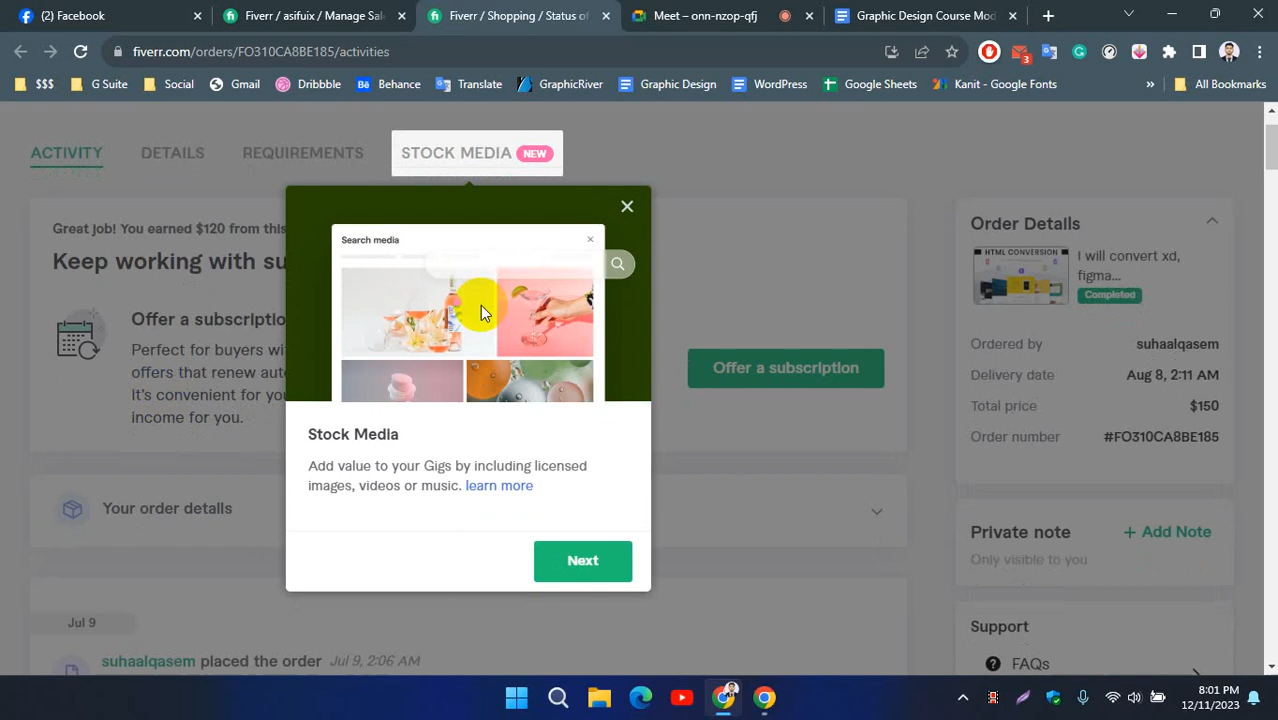 Facebook
Fiverr / asifuix / Manage Sal
Fiverr / Shopping / Status of
Meet – onn-nzop-qfj
Graphic Design Course Mod
fiverr.com/orders/FO310CA8BE185/activities
3
$$$
G Suite
Social
Gmail
Dribbble
Behance
Translate
GraphicRiver
Graphic Design
WordPress
Google Sheets
Kanit - Google Fonts
»
All Bookmarks
ACTIVITY
DETAILS
REQUIREMENTS
STOCK MEDIA NEW
Great job! You earned $120 from this
Keep working with su
Offer a subscriptio
Perfect for buyers wi
offers that renew auto
It's convenient for you
income for you.
Offer a subscription
Search media
Stock Media
Add value to your Gigs by including licensed
images, videos or music. learn more
Next
Your order details
Jul 9
suhaalqasem placed the order Jul 9, 2:06 AM
Order Details
HTML CONVERSION
I will convert xd,
figma...
Completed
Ordered by suhaalqasem
Delivery date Aug 8, 2:11 AM
Total price $150
Order number #FO310CA8BE185
Private note + Add Note
Only visible to you
Support
FAQs
8:01 PM
12/11/2023